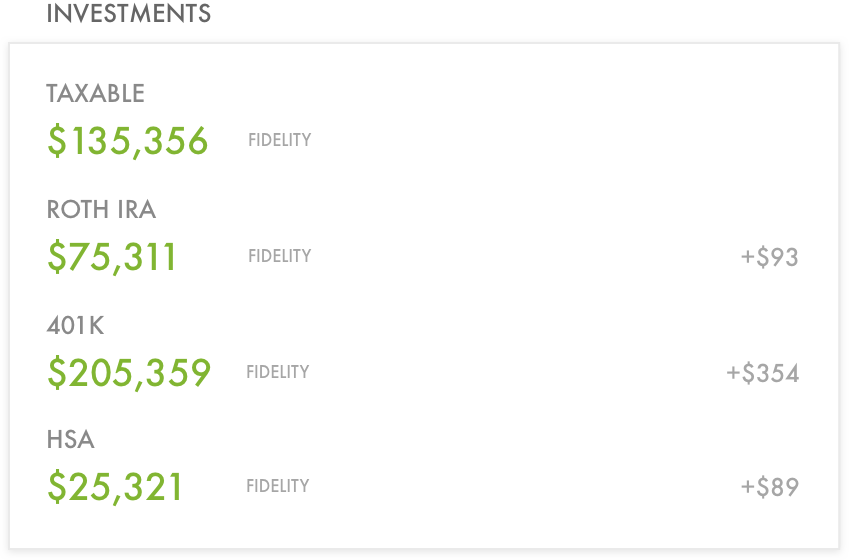 INVESTMENTS
TAXABLE
$135,356 FIDELITY
ROTH IRA
$75,311 FIDELITY +$93
401K
$205,359 FIDELITY +$354
HSA
$25,321 FIDELITY +$89